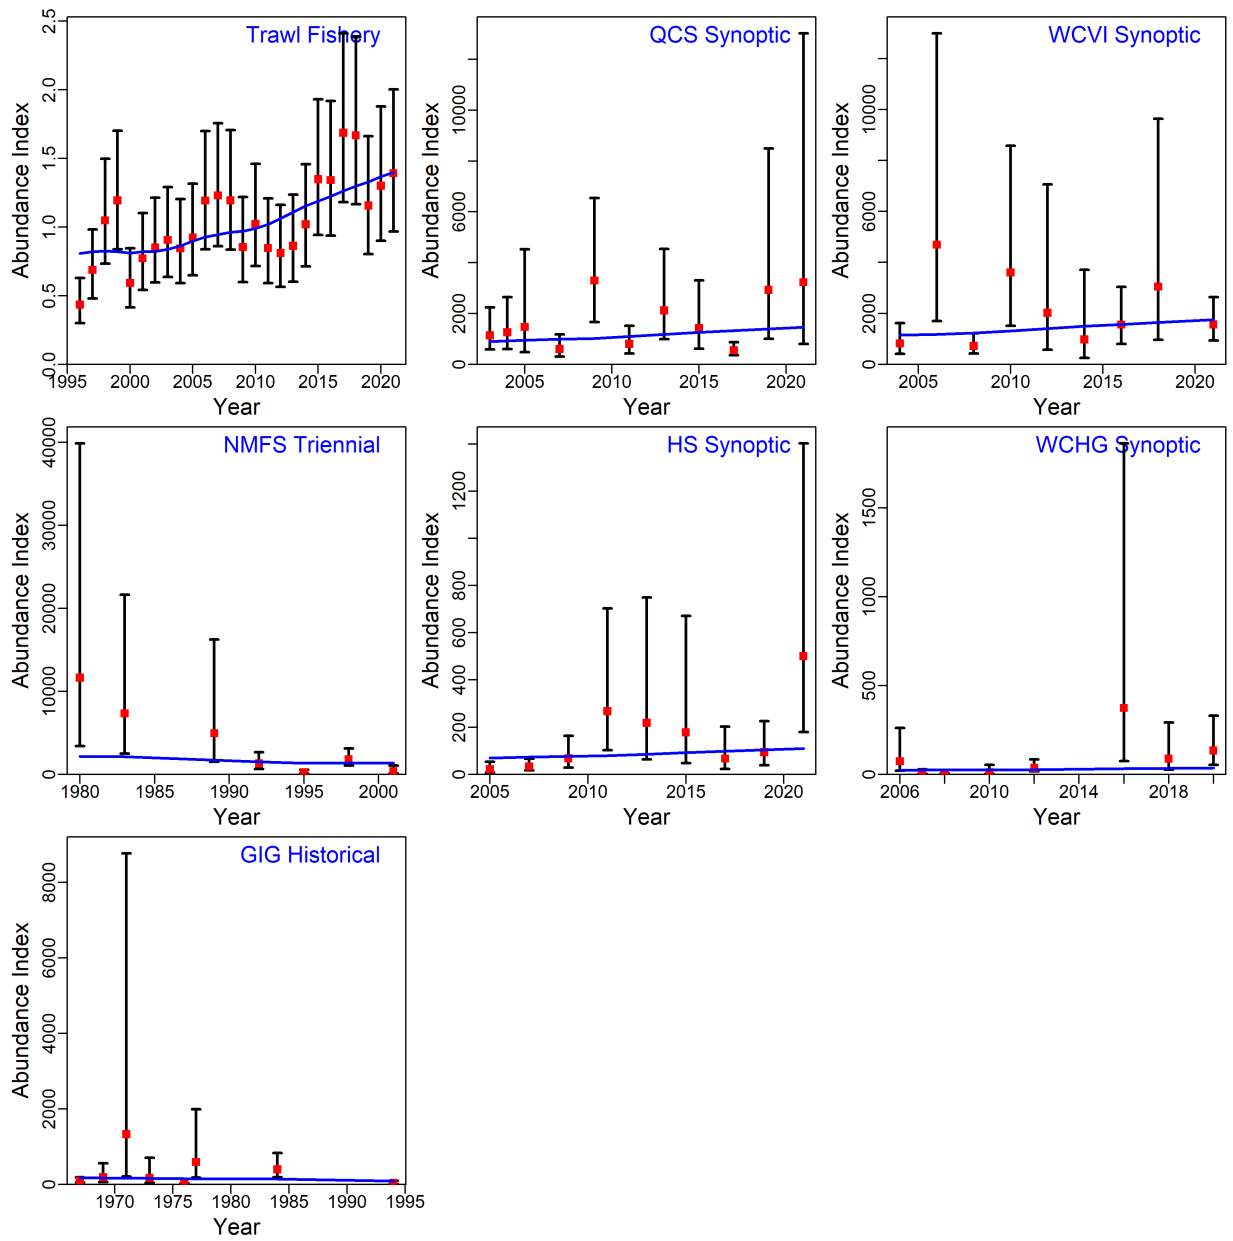 Trawl Fishery
Abundance Index
0.0 0.5 1.0 1.5 2.0 2.5
1995 2000 2005 2010 2015 2020
Year
QCS Synoptic
Abundance Index
0 2000 6000 10000
2005 2010 2015 2020
Year
WCVI Synoptic
Abundance Index
0 2000 6000 10000
2005 2010 2015 2020
Year
NMFS Triennial
Abundance Index
0 10000 20000 30000 40000
1980 1985 1990 1995 2000
Year
HS Synoptic
Abundance Index
0 200 400 600 800 1200
2005 2010 2015 2020
Year
WCHG Synoptic
Abundance Index
0 500 1000 1500
2006 2010 2014 2018
Year
GIG Historical
Abundance Index
0 2000 4000 6000 8000
1970 1975 1980 1985 1990 1995
Year